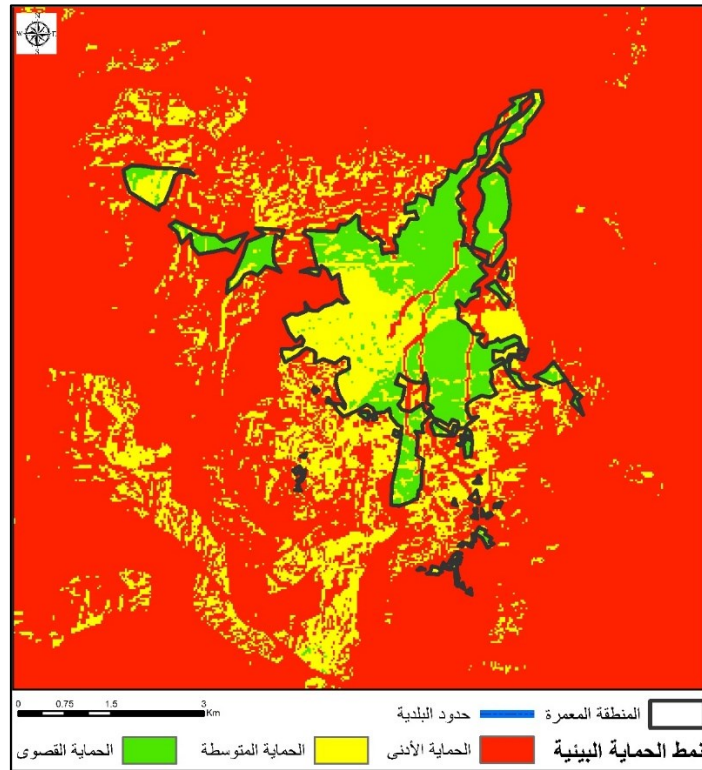 N
W E
S
0 0.75 1.5 3
Km
المنطقة المعمرة حدود البلدية
نمط الحماية البيئية الحماية الأدنى الحماية المتوسطة الحماية القصوى